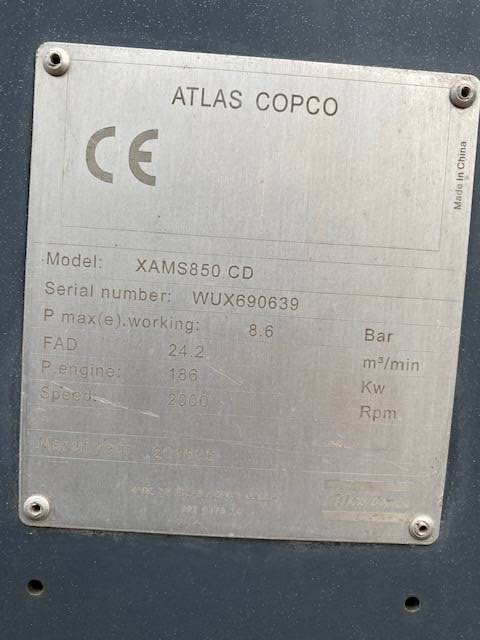 ATLAS COPCO
CE
Made In China
Model: XAMS850 CD
Serial number: WUX690639
P max(e).working: 8.6 Bar
FAD 24.2 m³/min
P engine: 186 Kw
Speed: 2000 Rpm